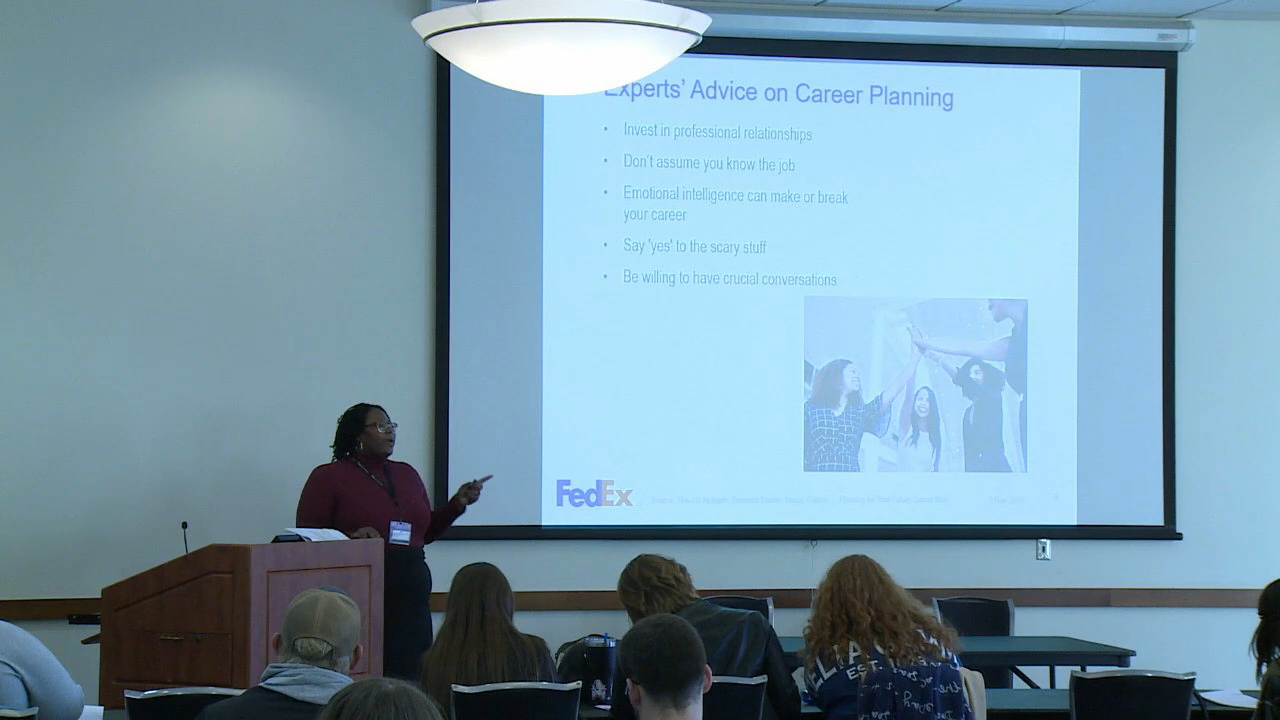 Experts' Advice on Career Planning
• Invest in professional relationships
• Don't assume you know the job
• Emotional intelligence can make or break
your career
• Say 'yes' to the scary stuff
• Be willing to have crucial conversations
FedEx
EST.